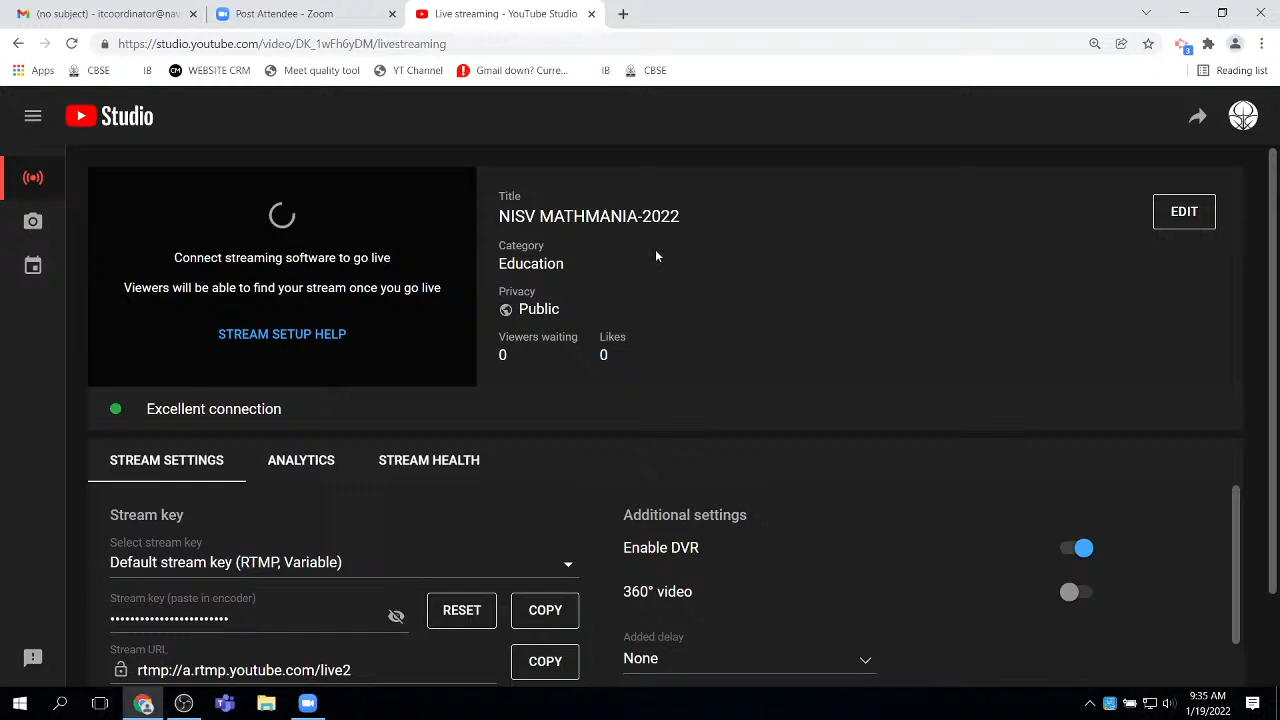 (no subject) - itcoordinator@nav
Post Attendee - Zoom
Live streaming - YouTube Studio
https://studio.youtube.com/video/DK_1wFh6yDM/livestreaming
3
Apps
CBSE
IB
CM WEBSITE CRM
Meet quality tool
YT Channel
Gmail down? Curre...
IB
CBSE
Reading list
Studio
Title
NISV MATHMANIA-2022
EDIT
Category
Education
Connect streaming software to go live
Viewers will be able to find your stream once you go live
STREAM SETUP HELP
Privacy
Public
Viewers waiting
Likes
0
0
Excellent connection
STREAM SETTINGS
ANALYTICS
STREAM HEALTH
Stream key
Select stream key
Default stream key (RTMP, Variable)
Stream key (paste in encoder)
RESET
COPY
Stream URL
rtmp://a.rtmp.youtube.com/live2
COPY
Additional settings
Enable DVR
360° video
Added delay
None
9:35 AM
1/19/2022